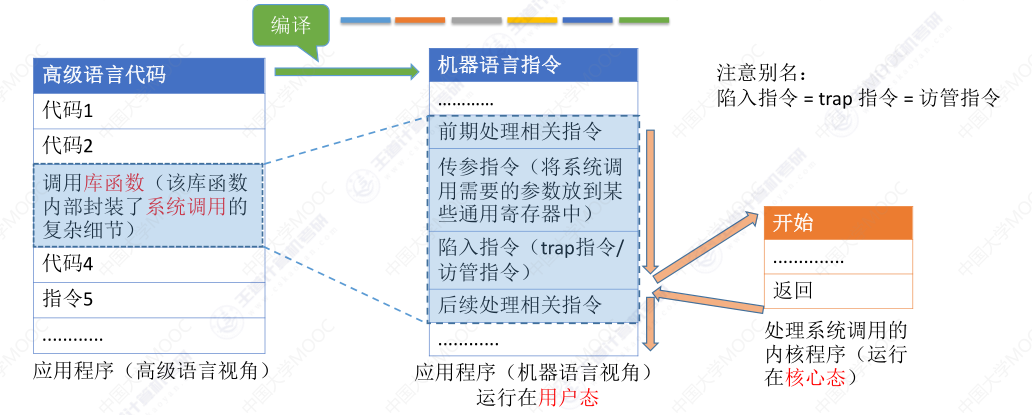 编译
高级语言代码
代码1
代码2
调用库函数（该库函数
内部封装了系统调用的
复杂细节）
代码4
指令5
…………
应用程序（高级语言视角）
机器语言指令
…………
前期处理相关指令
传参指令（将系统调
用需要的参数放到某
些通用寄存器中）
陷入指令（trap指令/
访管指令）
后续处理相关指令
…………
应用程序（机器语言视角）
运行在用户态
注意别名：
陷入指令 = trap 指令 = 访管指令
开始
…………..
返回
处理系统调用的
内核程序（运行
在核心态）